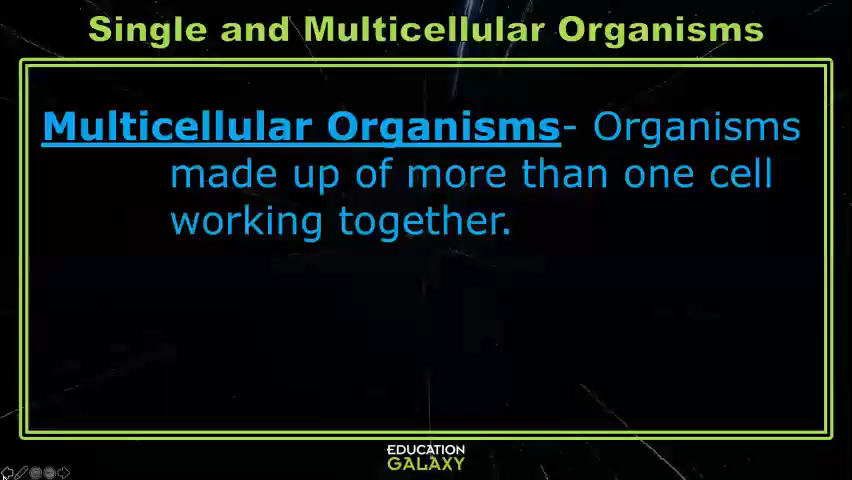 Single and Multicellular Organisms
Multicellular Organisms- Organisms
made up of more than one cell
working together.
EDUCATION
GALAXY